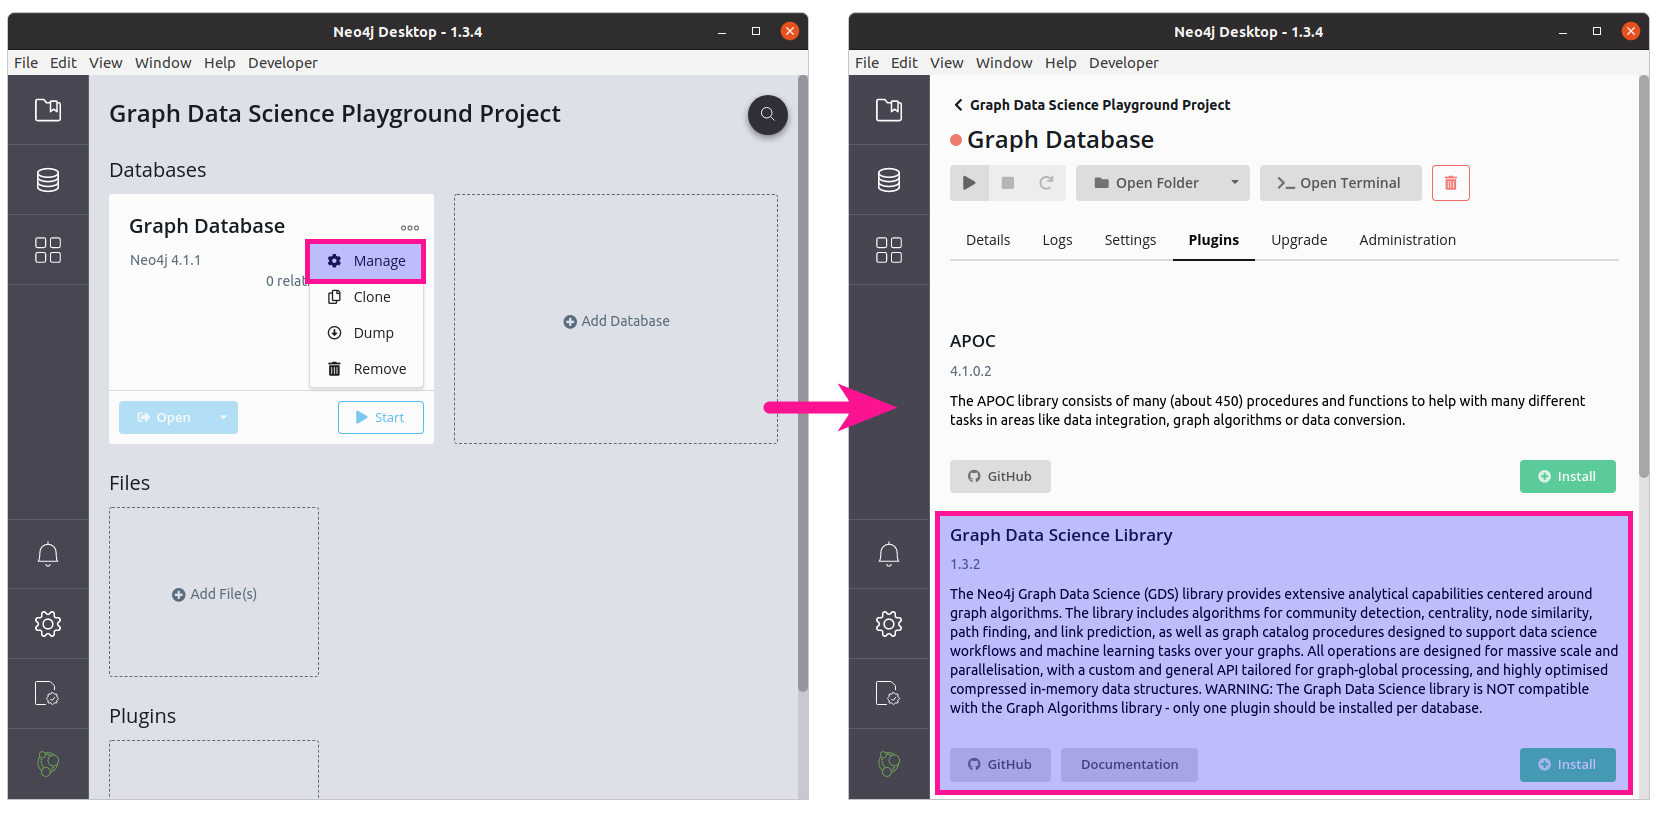 Neo4j Desktop - 1.3.4
File Edit View Window Help Developer
Graph Data Science Playground Project
Databases
Graph Database
Neo4j 4.1.1
0 relat
Manage
Clone
Dump
Remove
Open
Start
Add Database
Files
Add File(s)
Plugins
Neo4j Desktop - 1.3.4
File Edit View Window Help Developer
Graph Data Science Playground Project
Graph Database
Open Folder
Open Terminal
Details Logs Settings Plugins Upgrade Administration
APOC
4.1.0.2
The APOC library consists of many (about 450) procedures and functions to help with many different
tasks in areas like data integration, graph algorithms or data conversion.
GitHub
Install
Graph Data Science Library
1.3.2
The Neo4j Graph Data Science (GDS) library provides extensive analytical capabilities centered around
graph algorithms. The library includes algorithms for community detection, centrality, node similarity,
path finding, and link prediction, as well as graph catalog procedures designed to support data science
workflows and machine learning tasks over your graphs. All operations are designed for massive scale and
parallelisation, with a custom and general API tailored for graph-global processing, and highly optimised
compressed in-memory data structures. WARNING: The Graph Data Science library is NOT compatible
with the Graph Algorithms library - only one plugin should be installed per database.
GitHub
Documentation
Install